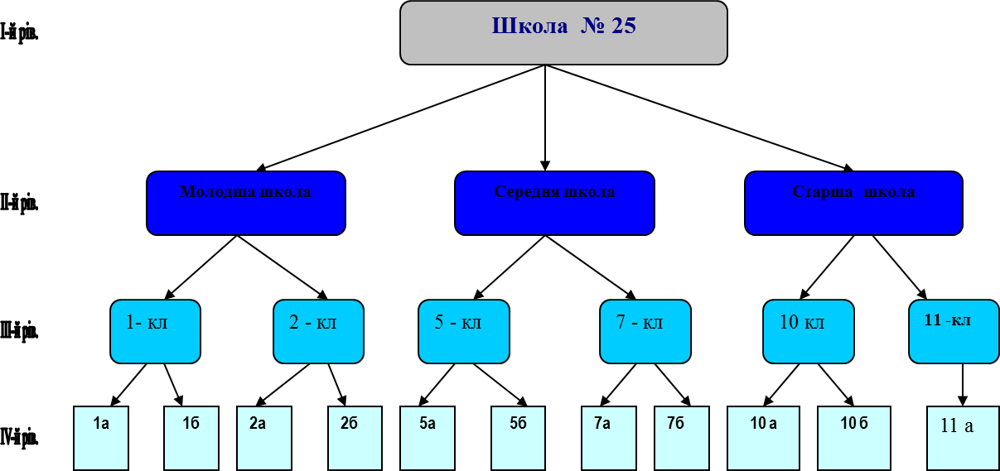 І-й рів.
Школа № 25
ІІ-й рів.
Молодша школа
Середня школа
Старша школа
ІІІ-й рів.
1- кл
2 - кл
5 - кл
7 - кл
10 кл
11 -кл
IV-й рів.
1а
1б
2а
2б
5а
5б
7а
7б
10 а
10 б
11 а